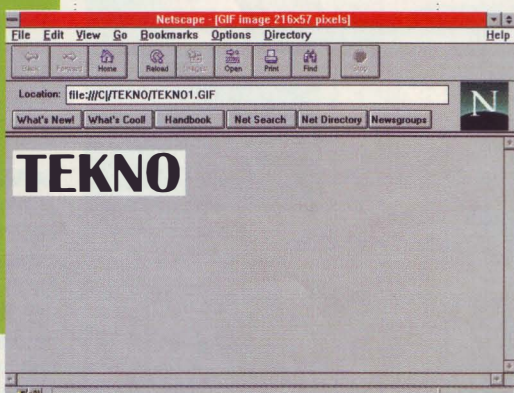 Netscape - [GIF image 216x57 pixels]
File Edit View Go Bookmarks Options Directory Help
Back Forward Home Reload Images Open Print Find Stop
Location: file:///C|/TEKNO/TEKNO1.GIF
N
What's New! What's Cool! Handbook Net Search Net Directory Newsgroups
TEKNO